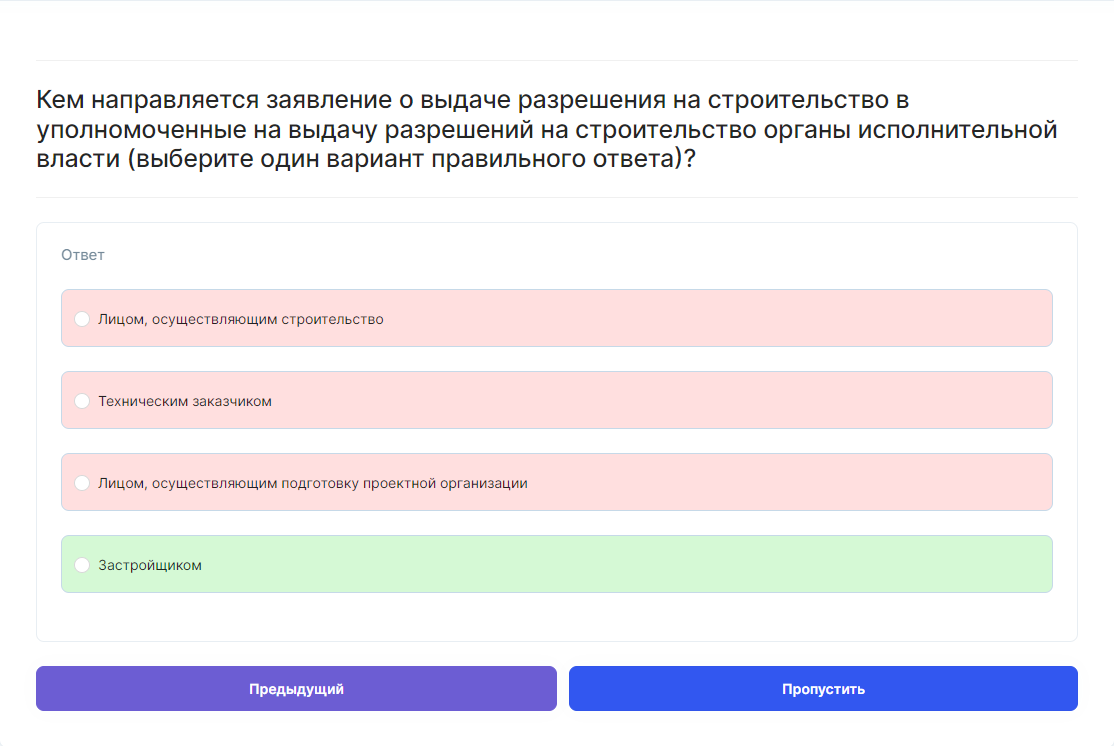 Кем направляется заявление о выдаче разрешения на строительство в
уполномоченные на выдачу разрешений на строительство органы исполнительной
власти (выберите один вариант правильного ответа)?
Ответ
Лицом, осуществляющим строительство
Техническим заказчиком
Лицом, осуществляющим подготовку проектной организации
Застройщиком
Предыдущий
Пропустить